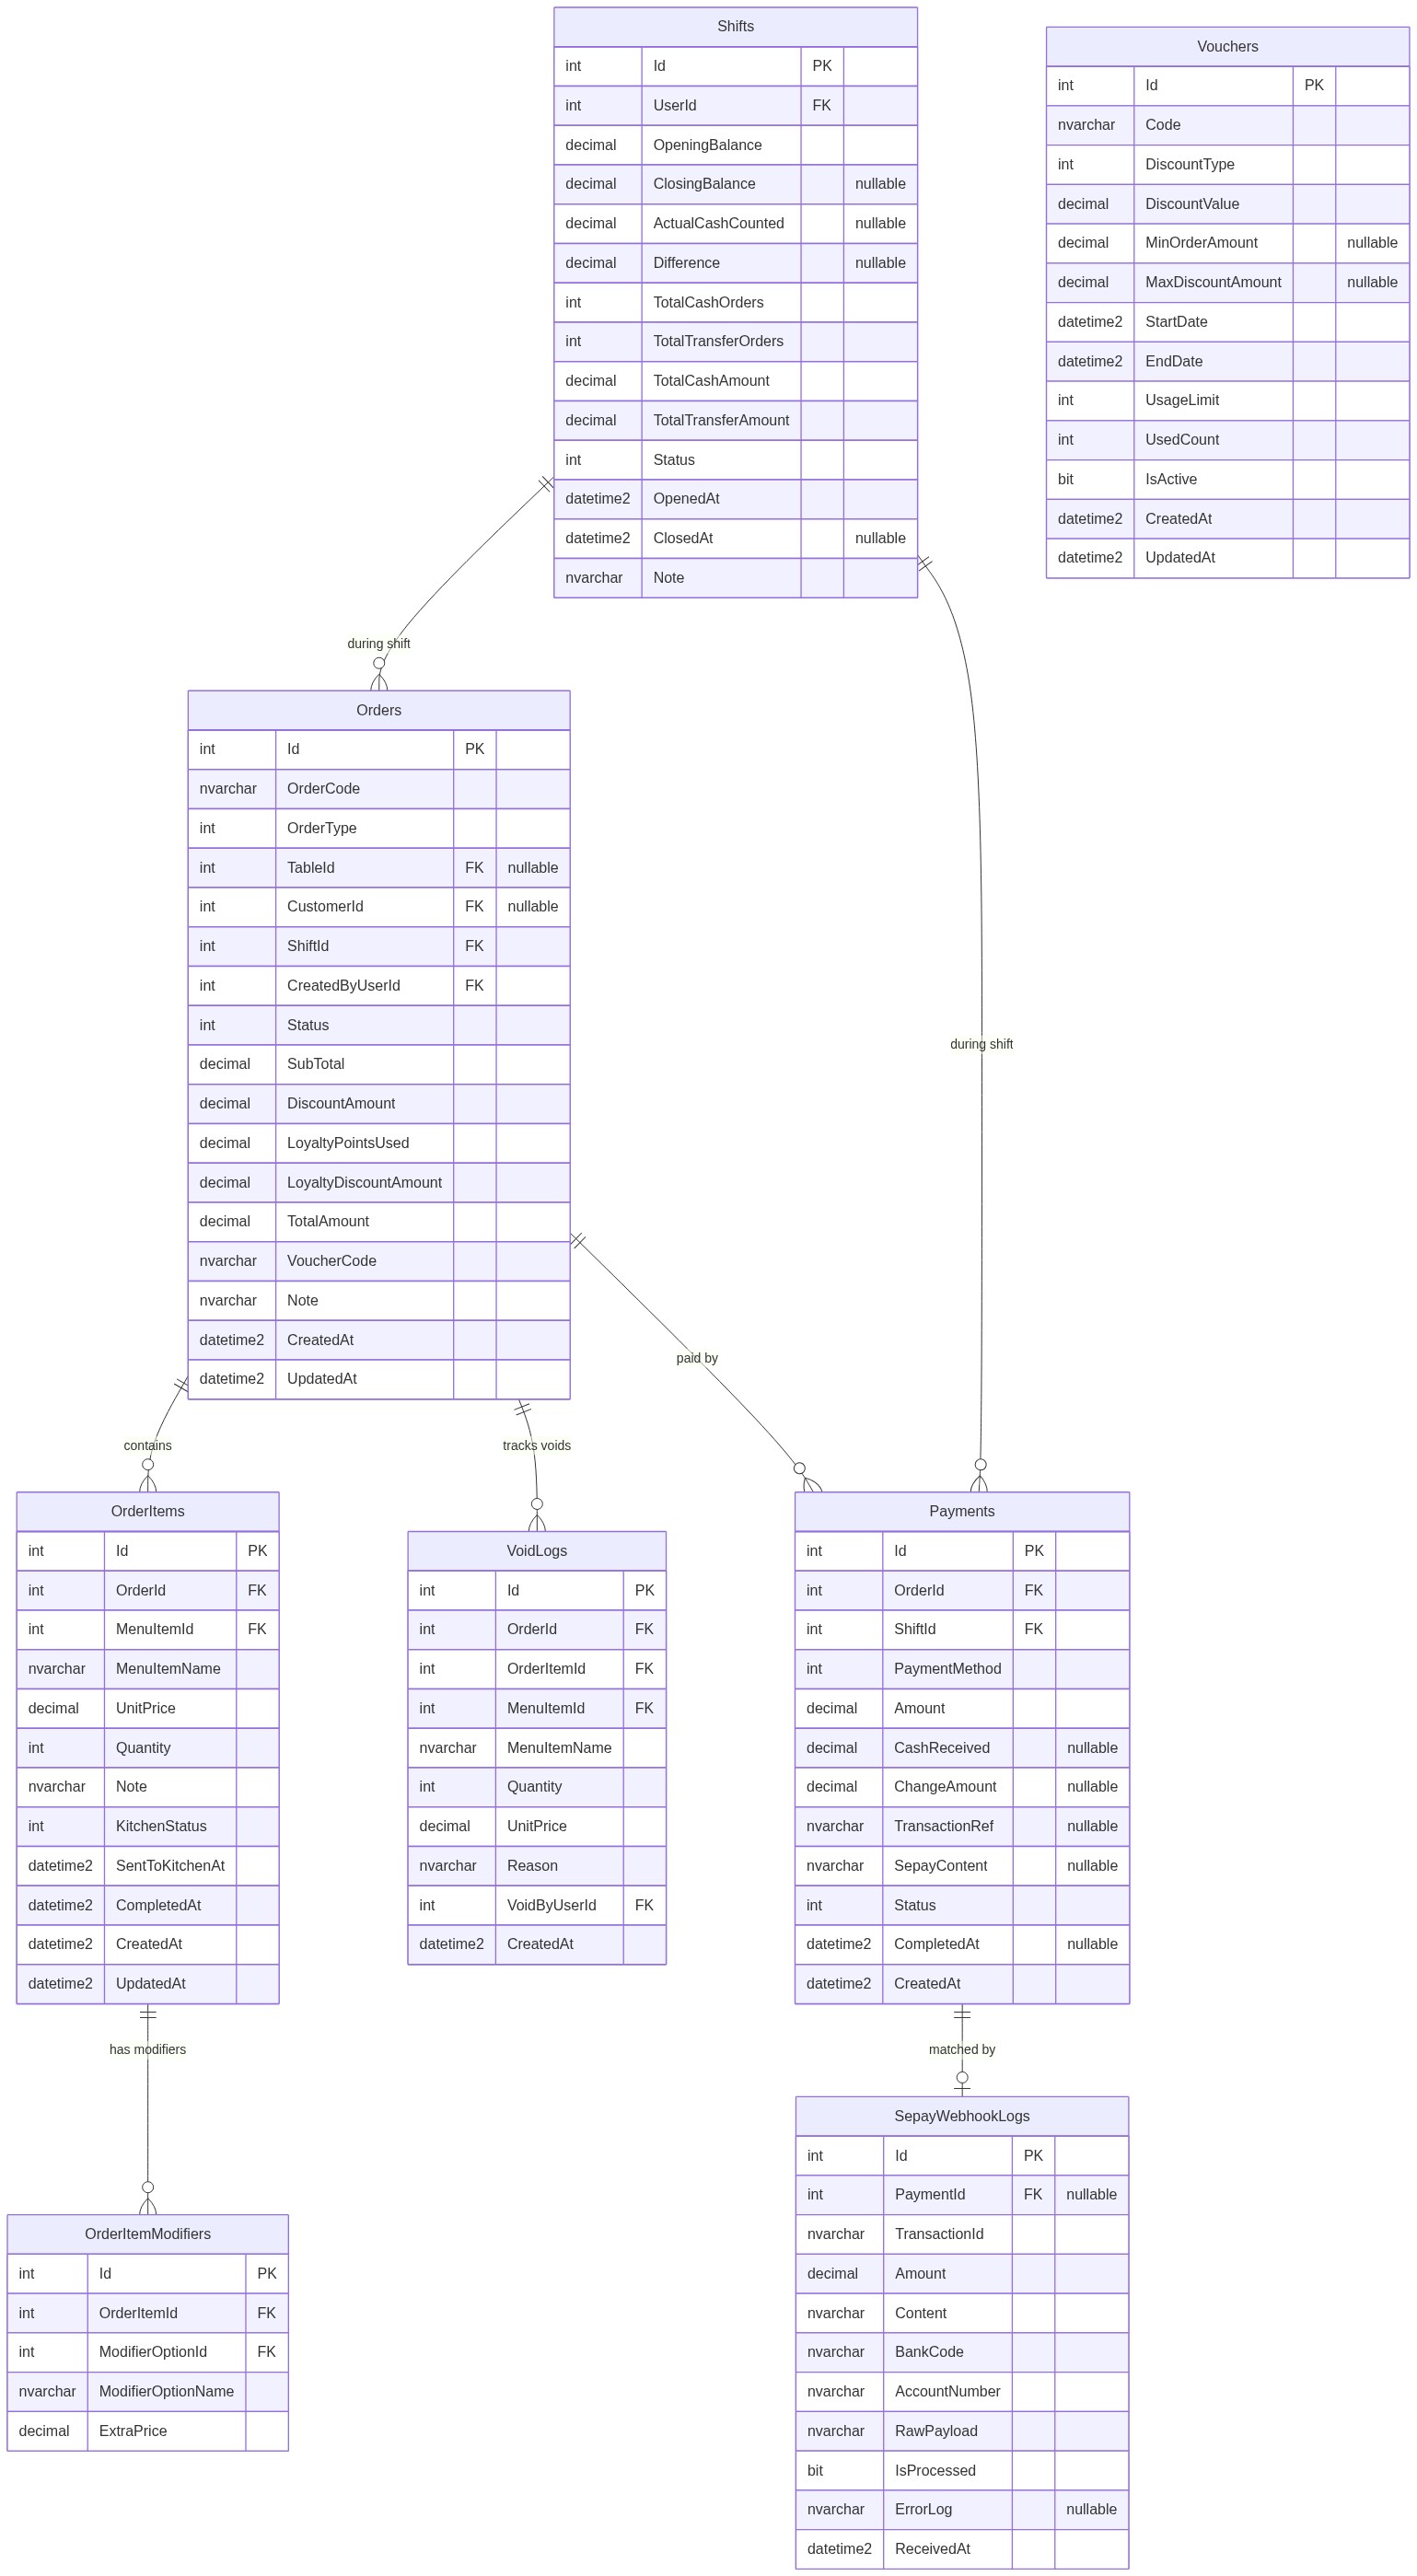 Shifts
int Id PK
int UserId FK
decimal OpeningBalance
decimal ClosingBalance nullable
decimal ActualCashCounted nullable
decimal Difference nullable
int TotalCashOrders
int TotalTransferOrders
decimal TotalCashAmount
decimal TotalTransferAmount
int Status
datetime2 OpenedAt
datetime2 ClosedAt nullable
nvarchar Note
Vouchers
int Id PK
nvarchar Code
int DiscountType
decimal DiscountValue
decimal MinOrderAmount nullable
decimal MaxDiscountAmount nullable
datetime2 StartDate
datetime2 EndDate
int UsageLimit
int UsedCount
bit IsActive
datetime2 CreatedAt
datetime2 UpdatedAt
during shift
Orders
int Id PK
nvarchar OrderCode
int OrderType
int TableId FK nullable
int CustomerId FK nullable
int ShiftId FK
int CreatedByUserId FK
int Status
decimal SubTotal
decimal DiscountAmount
decimal LoyaltyPointsUsed
decimal LoyaltyDiscountAmount
decimal TotalAmount
nvarchar VoucherCode
nvarchar Note
datetime2 CreatedAt
datetime2 UpdatedAt
during shift
paid by
contains
tracks voids
OrderItems
int Id PK
int OrderId FK
int MenuItemId FK
nvarchar MenuItemName
decimal UnitPrice
int Quantity
nvarchar Note
int KitchenStatus
datetime2 SentToKitchenAt
datetime2 CompletedAt
datetime2 CreatedAt
datetime2 UpdatedAt
VoidLogs
int Id PK
int OrderId FK
int OrderItemId FK
int MenuItemId FK
nvarchar MenuItemName
int Quantity
decimal UnitPrice
nvarchar Reason
int VoidByUserId FK
datetime2 CreatedAt
Payments
int Id PK
int OrderId FK
int ShiftId FK
int PaymentMethod
decimal Amount
decimal CashReceived nullable
decimal ChangeAmount nullable
nvarchar TransactionRef nullable
nvarchar SepayContent nullable
int Status
datetime2 CompletedAt nullable
datetime2 CreatedAt
has modifiers
matched by
OrderItemModifiers
int Id PK
int OrderItemId FK
int ModifierOptionId FK
nvarchar ModifierOptionName
decimal ExtraPrice
SepayWebhookLogs
int Id PK
int PaymentId FK nullable
nvarchar TransactionId
decimal Amount
nvarchar Content
nvarchar BankCode
nvarchar AccountNumber
nvarchar RawPayload
bit IsProcessed
nvarchar ErrorLog nullable
datetime2 ReceivedAt